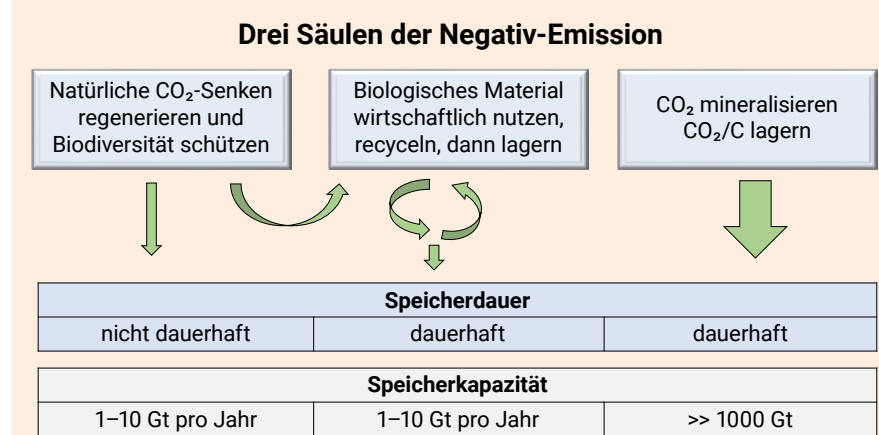 Drei Säulen der Negativ-Emission
Natürliche CO₂-Senken
regenerieren und
Biodiversität schützen
Biologisches Material
wirtschaftlich nutzen,
recyceln, dann lagern
CO₂ mineralisieren
CO₂/C lagern
Speicherdauer
nicht dauerhaft dauerhaft dauerhaft
Speicherkapazität
1–10 Gt pro Jahr 1–10 Gt pro Jahr >> 1000 Gt